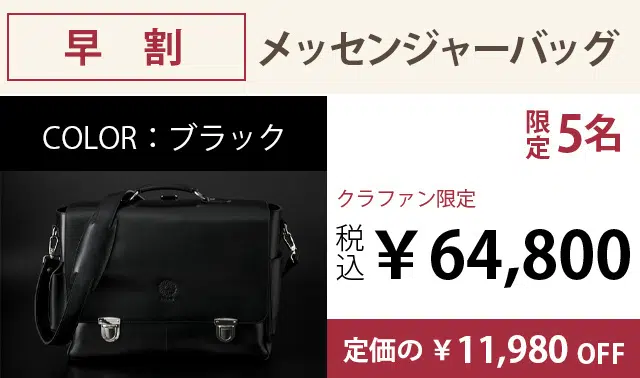 早割
メッセンジャーバッグ
COLOR：ブラック
限定5名
クラファン限定
税込￥64,800
定価の￥11,980 OFF